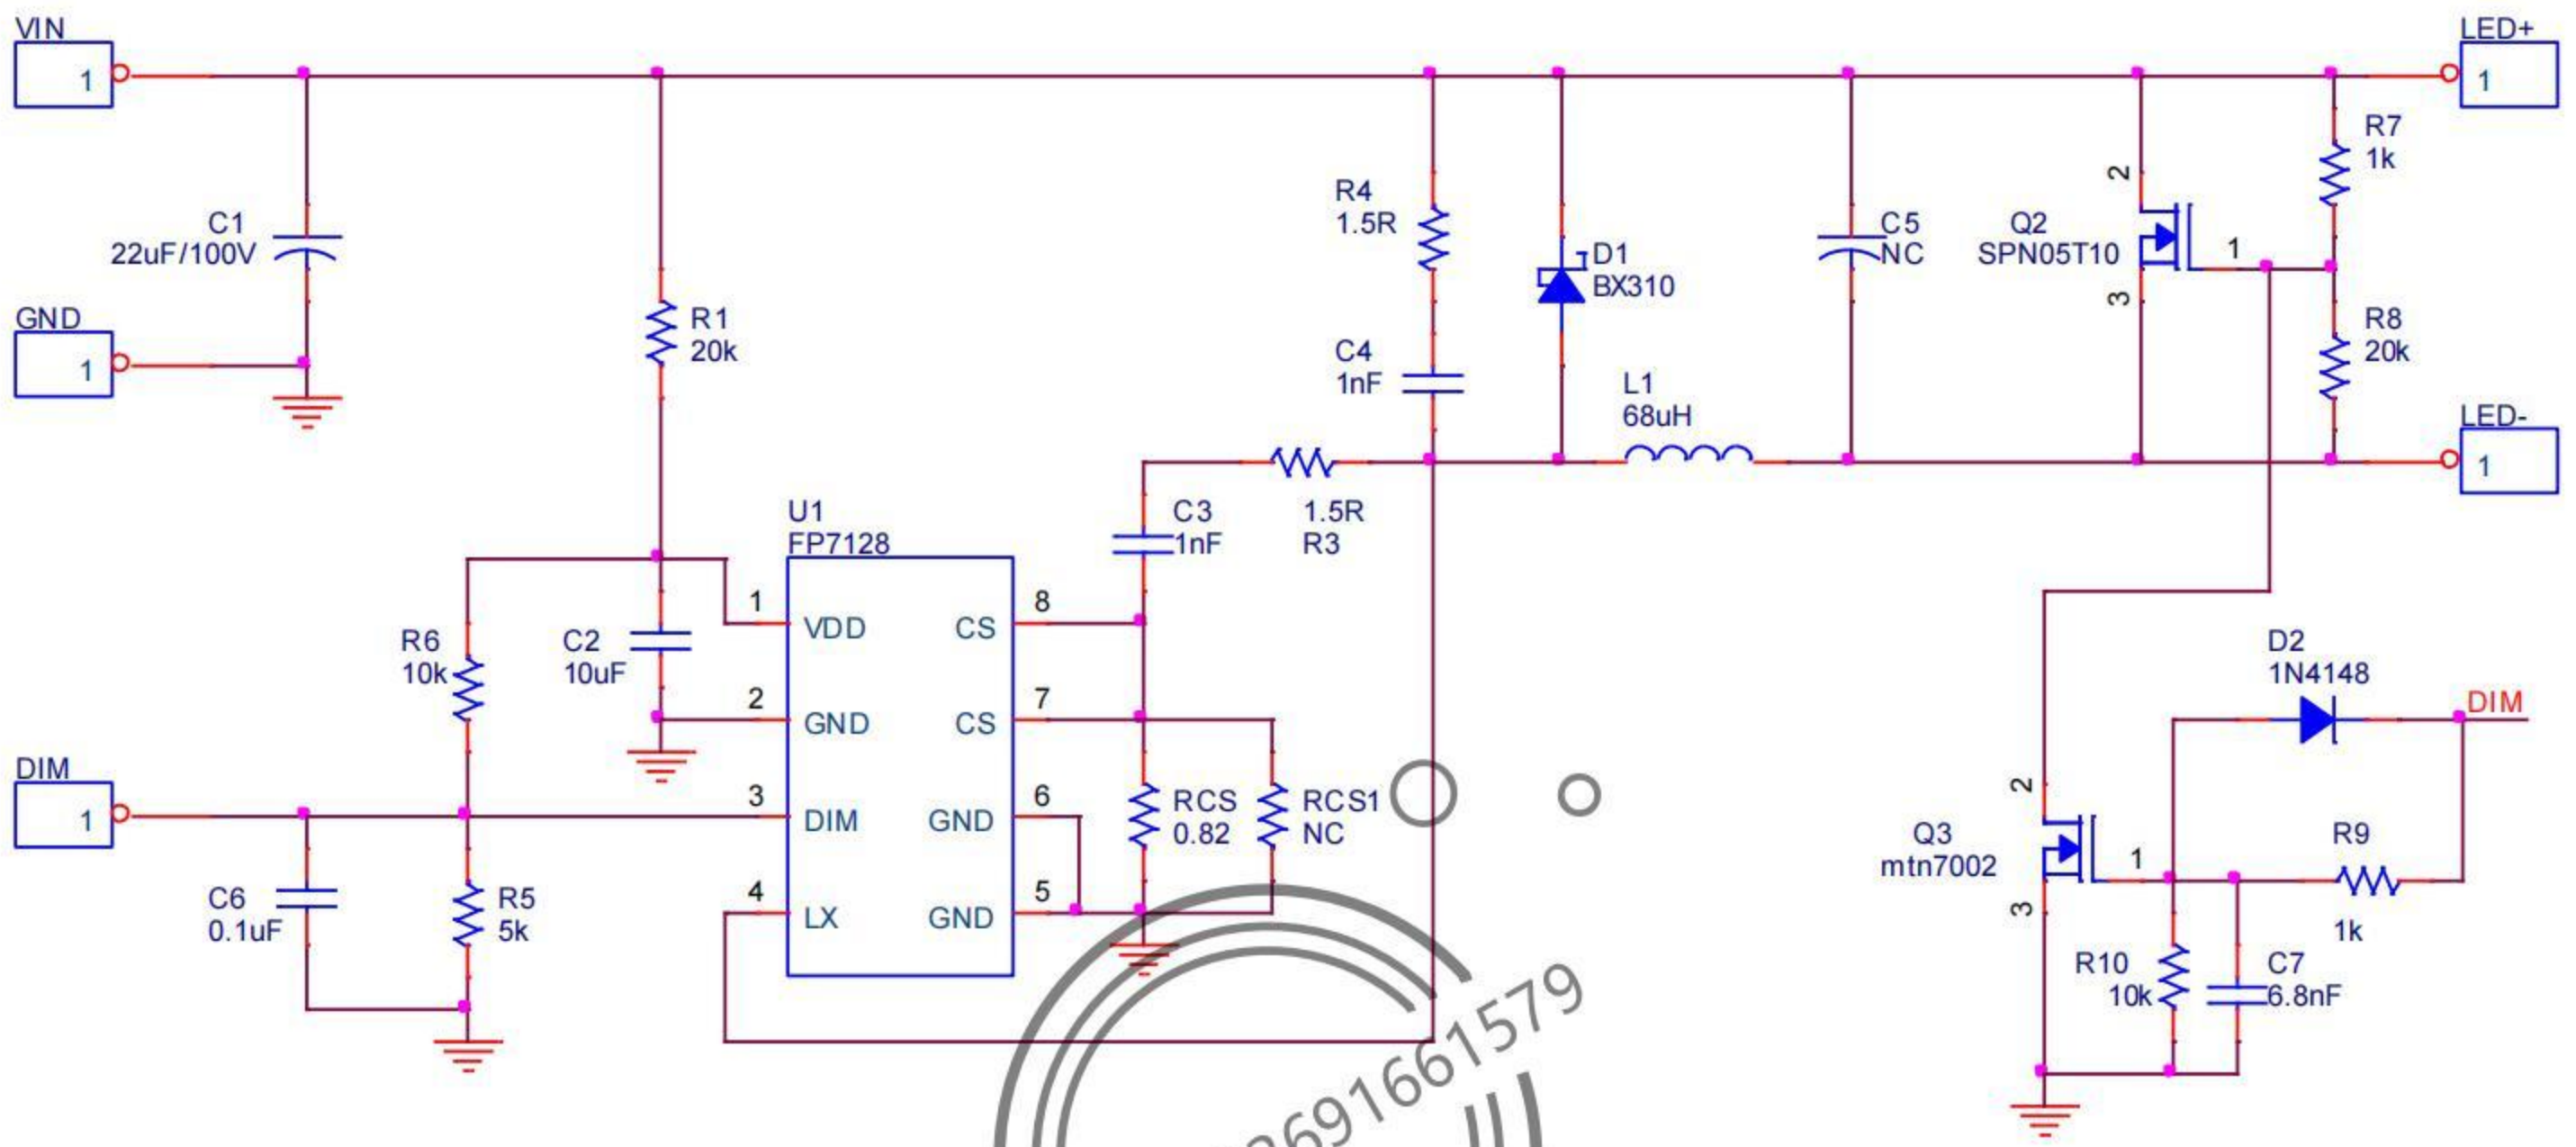 VIN
1
GND
1
C1
22uF/100V
R1
20k
R4
1.5R
C4
1nF
D1
BX310
C5
NC
Q2
SPN05T10
2
1
3
R7
1k
R8
20k
LED+
1
LED-
1
L1
68uH
1.5R
R3
C3
1nF
U1
FP7128
1
VDD
2
GND
3
DIM
4
LX
8
CS
7
CS
6
GND
5
GND
R6
10k
C2
10uF
DIM
1
C6
0.1uF
R5
5k
RCS
0.82
RCS1
NC
D2
1N4148
DIM
Q3
mtn7002
2
1
3
R9
1k
R10
10k
C7
6.8nF
691661579